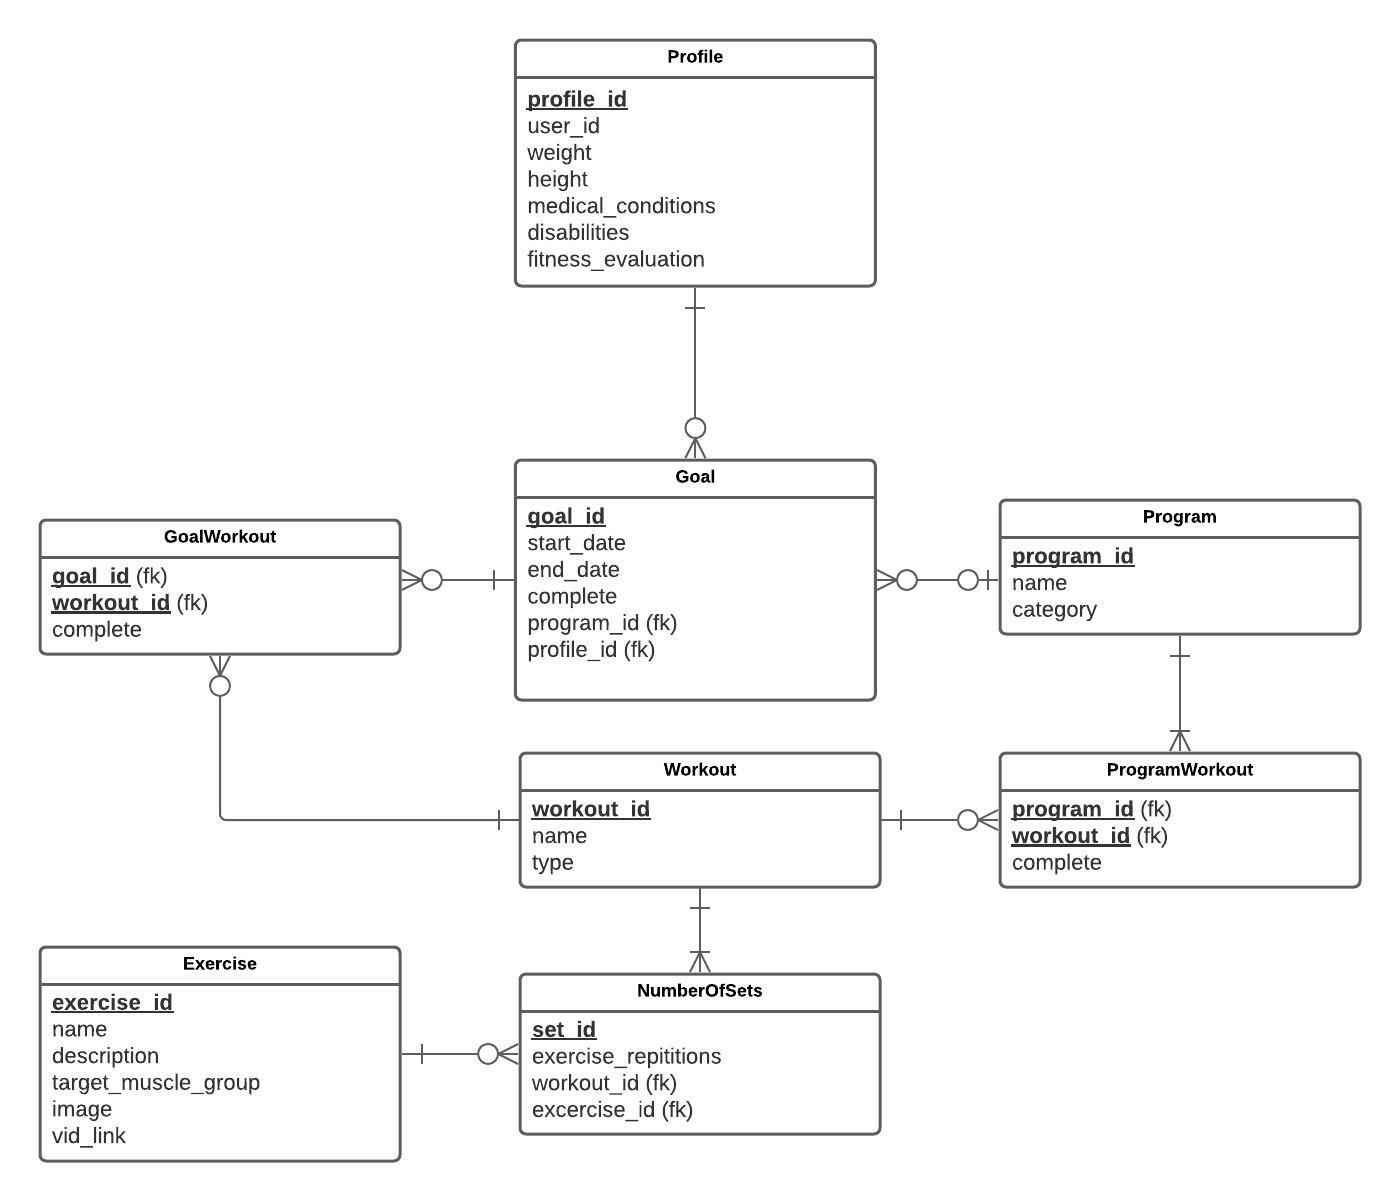 Profile
profile_id
user_id
weight
height
medical_conditions
disabilities
fitness_evaluation
Goal
goal_id
start_date
end_date
complete
program_id (fk)
profile_id (fk)
GoalWorkout
goal_id (fk)
workout_id (fk)
complete
Program
program_id
name
category
Workout
workout_id
name
type
ProgramWorkout
program_id (fk)
workout_id (fk)
complete
Exercise
exercise_id
name
description
target_muscle_group
image
vid_link
NumberOfSets
set_id
exercise_repititions
workout_id (fk)
excercise_id (fk)